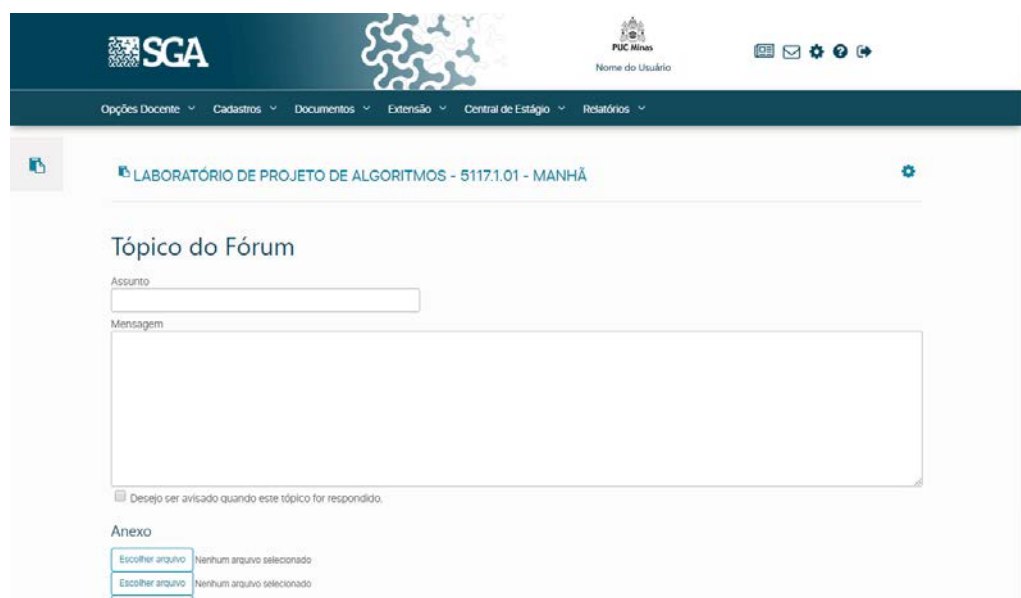 SGA
PUC Minas
Nome do Usuário
Opções Docente Cadastros Documentos Extensão Central de Estágio Relatórios
LABORATÓRIO DE PROJETO DE ALGORITMOS - 5117.1.01 - MANHÃ
Tópico do Fórum
Assunto
Mensagem
Desejo ser avisado quando este tópico for respondido.
Anexo
Escolher arquivo Nenhum arquivo selecionado
Escolher arquivo Nenhum arquivo selecionado